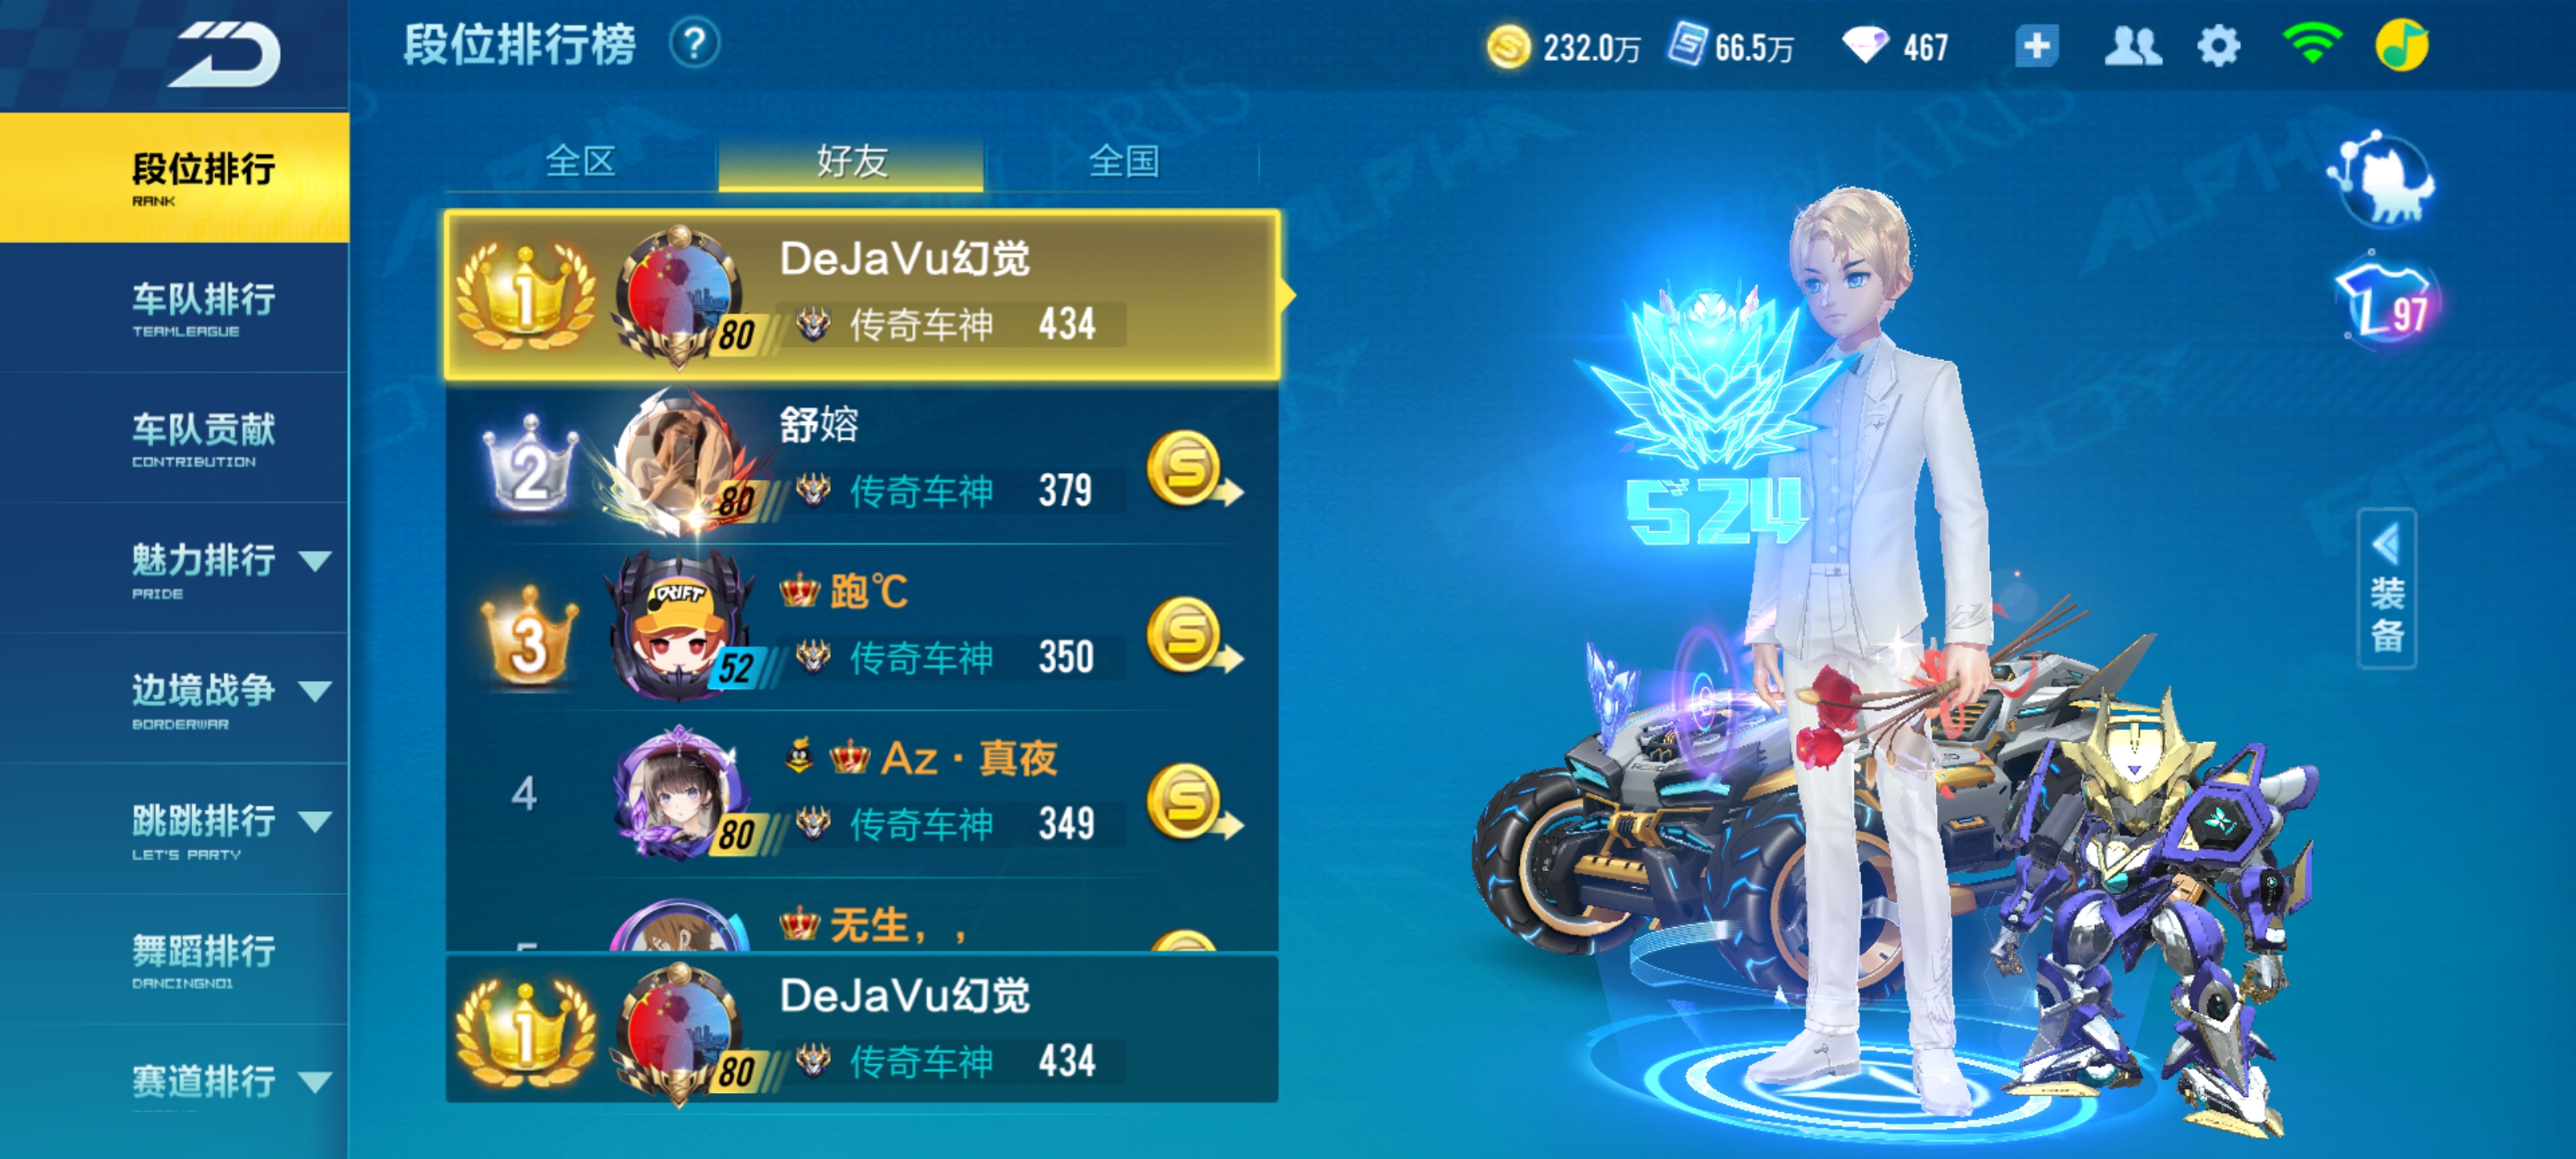 段位排行榜 ?
232.0万 66.5万 467
段位排行
RANK
车队排行
TEAMLEAGUE
车队贡献
CONTRIBUTION
魅力排行
PRIDE
边境战争
BORDERWAR
跳跳排行
LET'S PARTY
舞蹈排行
DANCINGNO1
赛道排行
全区 好友 全国
1 DeJaVu幻觉
80 传奇车神 434
2 舒嫆
80 传奇车神 379
3 跑℃
DRIFT
52 传奇车神 350
4 Az·真夜
80 传奇车神 349
无生，，
1 DeJaVu幻觉
80 传奇车神 434
524
L97
装备